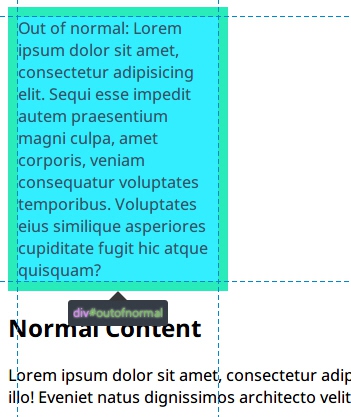 Out of normal: Lorem
ipsum dolor sit amet,
consectetur adipisicing
elit. Sequi esse impedit
autem praesentium
magni culpa, amet
corporis, veniam
consequatur voluptates
temporibus. Voluptates
eius similique asperiores
cupiditate fugit hic atque
quisquam?
div#outofnormal
Normal Content
Lorem ipsum dolor sit amet, consectetur adip
illo! Eveniet natus dignissimos architecto velit